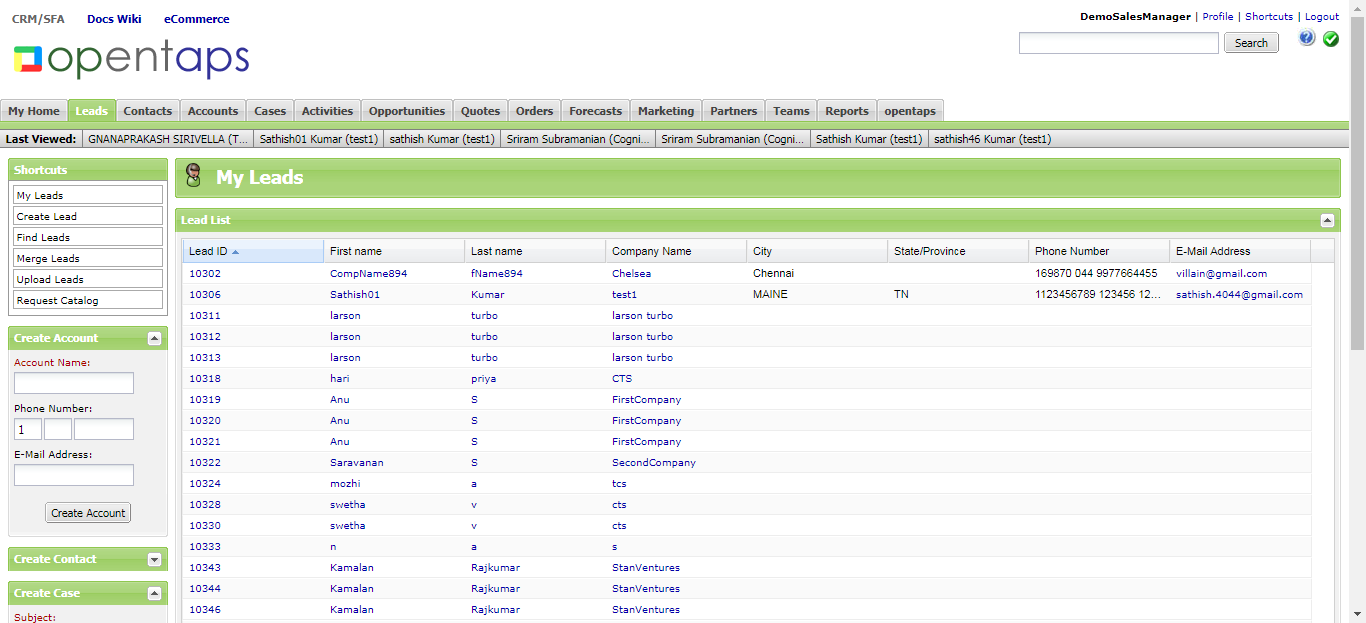 CRM/SFA Docs Wiki eCommerce
DemoSalesManager | Profile | Shortcuts | Logout
opentaps
Search
My Home Leads Contacts Accounts Cases Activities Opportunities Quotes Orders Forecasts Marketing Partners Teams Reports opentaps
Last Viewed: GNANAPRAKASH SIRIVELLA (T... Sathish01 Kumar (test1) sathish Kumar (test1) Sriram Subramanian (Cogni... Sriram Subramanian (Cogni... Sathish Kumar (test1) sathish46 Kumar (test1)
Shortcuts
My Leads
Create Lead
Find Leads
Merge Leads
Upload Leads
Request Catalog
Create Account
Account Name:
Phone Number:
1
E-Mail Address:
Create Account
Create Contact
Create Case
Subject:
My Leads
Lead List
Lead ID First name Last name Company Name City State/Province Phone Number E-Mail Address
10302 CompName894 fName894 Chelsea Chennai 169870 044 9977664455 villain@gmail.com
10306 Sathish01 Kumar test1 MAINE TN 1123456789 123456 12... sathish.4044@gmail.com
10311 larson turbo larson turbo
10312 larson turbo larson turbo
10313 larson turbo larson turbo
10318 hari priya CTS
10319 Anu S FirstCompany
10320 Anu S FirstCompany
10321 Anu S FirstCompany
10322 Saravanan S SecondCompany
10324 mozhi a tcs
10328 swetha v cts
10330 swetha v cts
10333 n a s
10343 Kamalan Rajkumar StanVentures
10344 Kamalan Rajkumar StanVentures
10346 Kamalan Rajkumar StanVentures